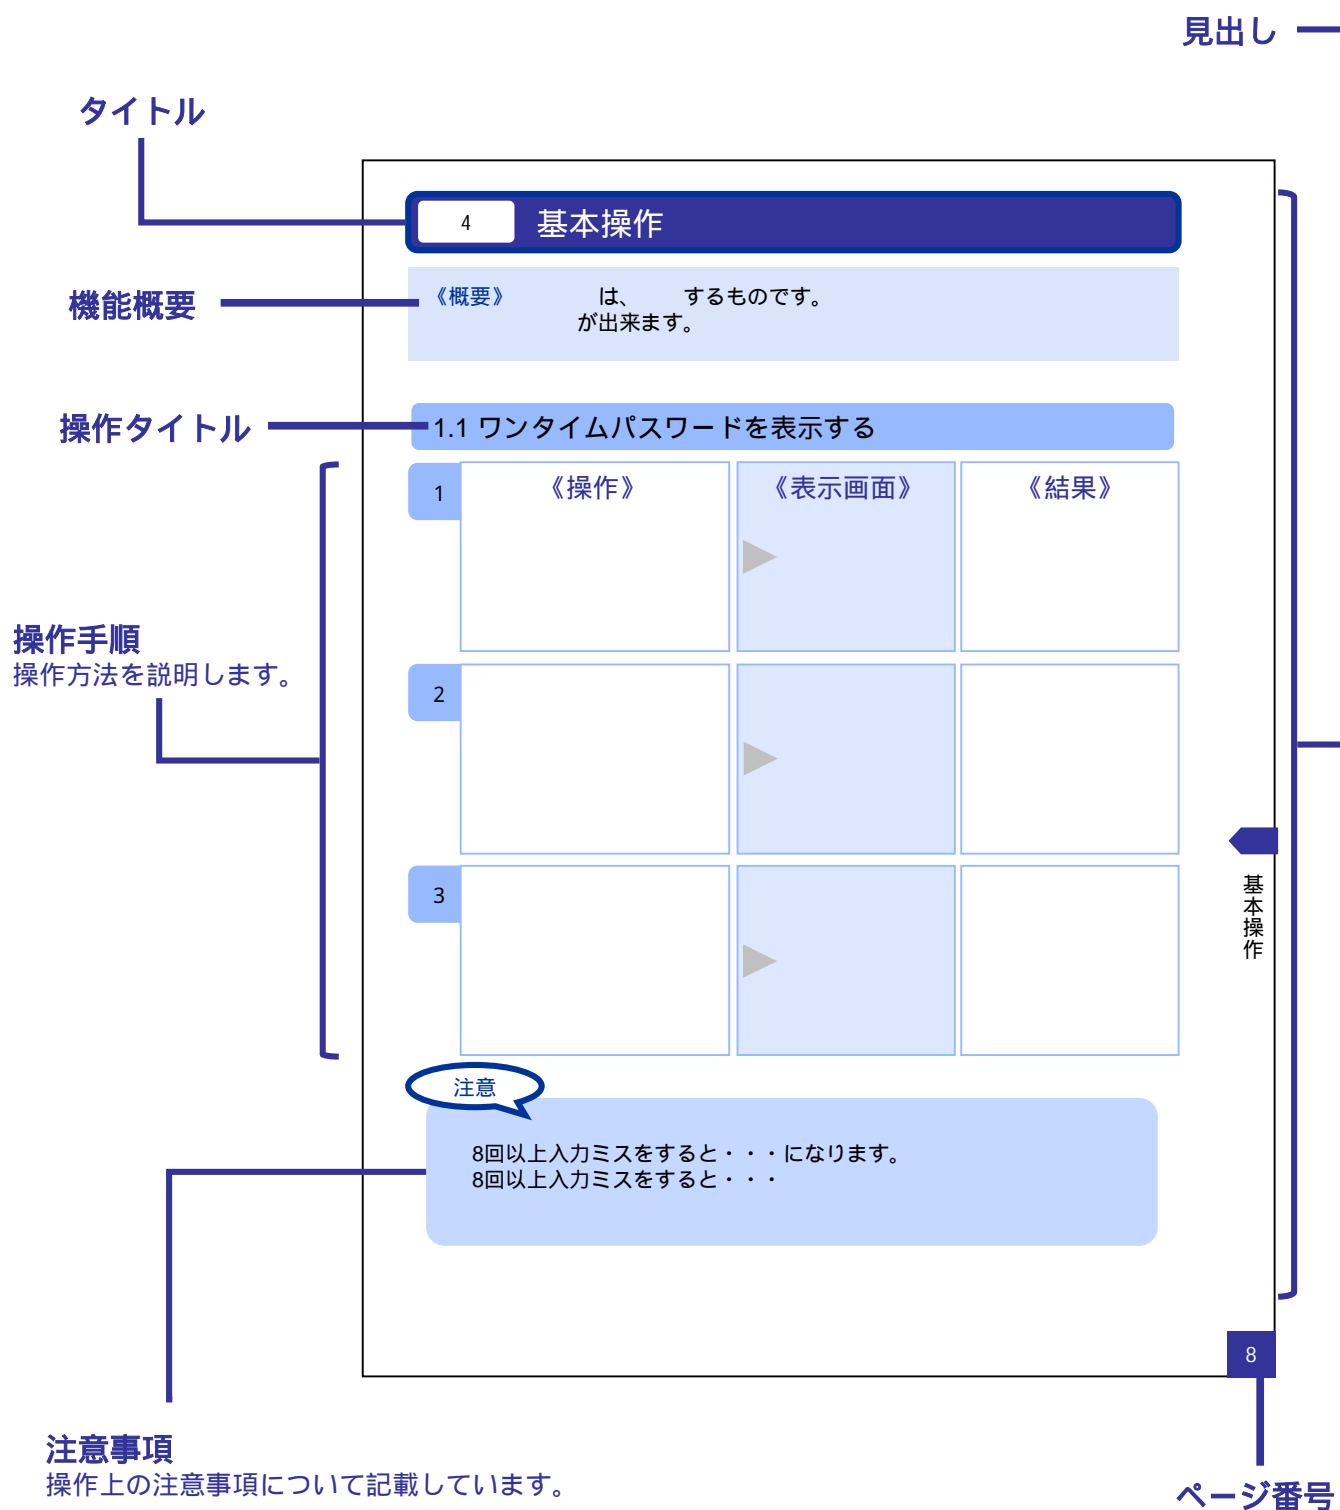 見出し
タイトル
4 基本操作
機能概要
《概要》 は、 するものです。
が出来ます。
操作タイトル
1.1 ワンタイムパスワードを表示する
1 《操作》 《表示画面》 《結果》
操作手順
操作方法を説明します。
2
3
基本操作
注意
8回以上入力ミスをすると・・・になります。
8回以上入力ミスをすると・・・
8
注意事項
操作上の注意事項について記載しています。
ページ番号